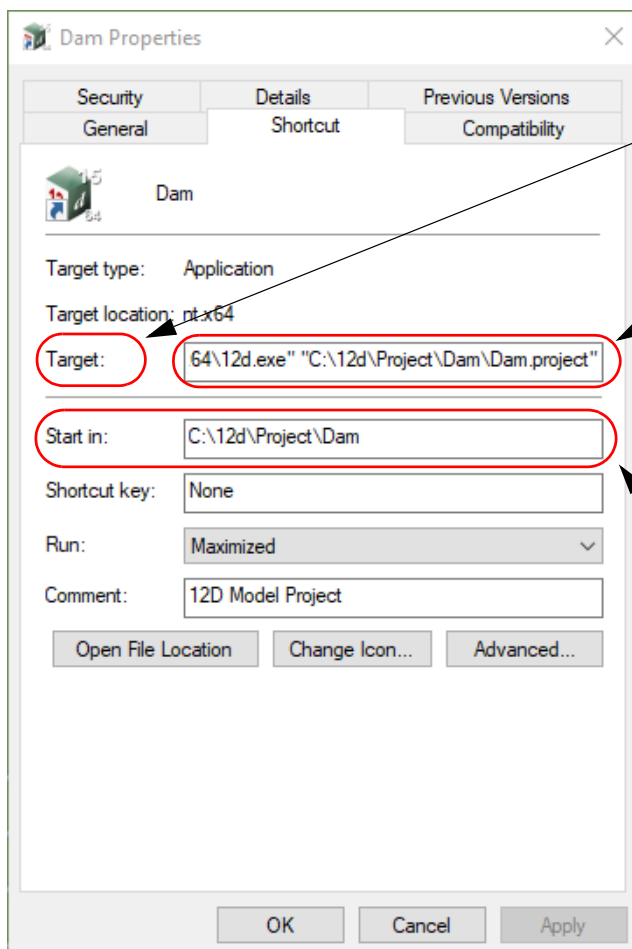 Dam Properties
Security Details Previous Versions
General Shortcut Compatibility
15
d
64
Dam
Target type: Application
Target location: nt.x64
Target: 64\12d.exe" "C:\12d\Project\Dam\Dam.project"
Start in: C:\12d\Project\Dam
Shortcut key: None
Run: Maximized
Comment: 12D Model Project
Open File Location Change Icon... Advanced...
OK Cancel Apply